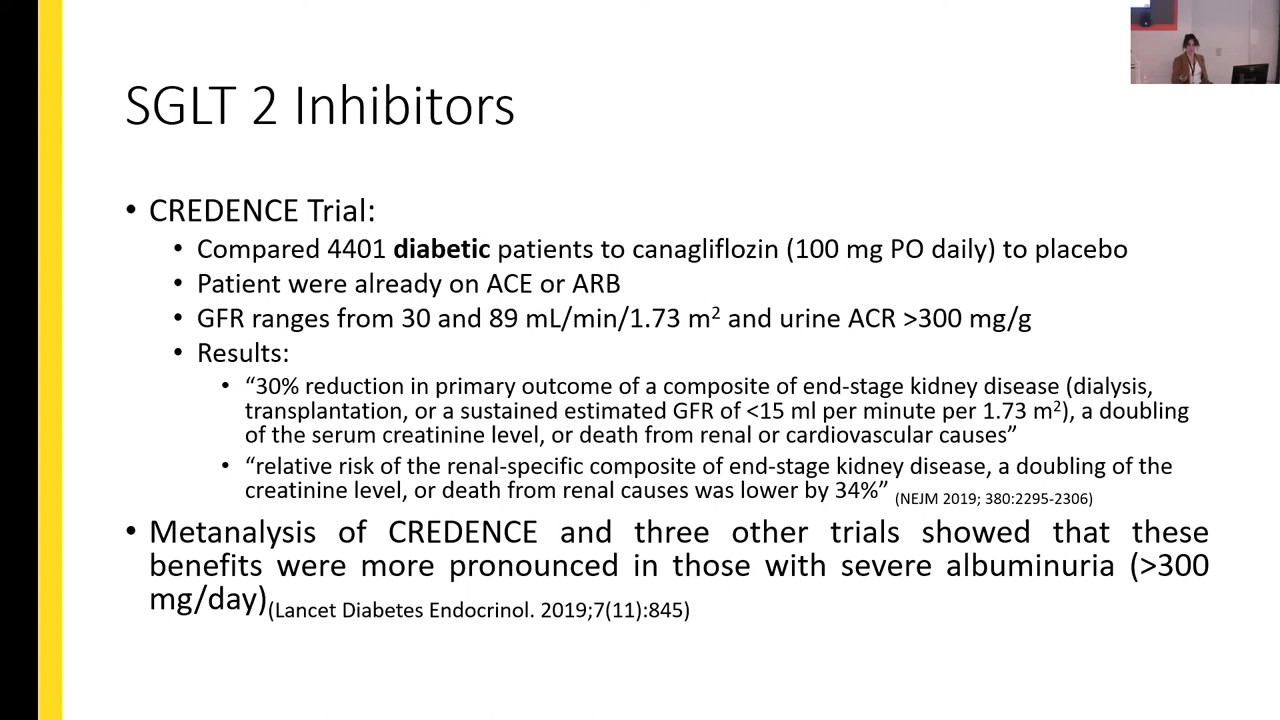 SGLT 2 Inhibitors
• CREDENCE Trial:
• Compared 4401 diabetic patients to canagliflozin (100 mg PO daily) to placebo
• Patient were already on ACE or ARB
• GFR ranges from 30 and 89 mL/min/1.73 m² and urine ACR >300 mg/g
• Results:
• “30% reduction in primary outcome of a composite of end-stage kidney disease (dialysis,
transplantation, or a sustained estimated GFR of <15 ml per minute per 1.73 m²), a doubling
of the serum creatinine level, or death from renal or cardiovascular causes”
• “relative risk of the renal-specific composite of end-stage kidney disease, a doubling of the
creatinine level, or death from renal causes was lower by 34%” (NEJM 2019; 380:2295-2306)
• Metanalysis of CREDENCE and three other trials showed that these
benefits were more pronounced in those with severe albuminuria (>300
mg/day)(Lancet Diabetes Endocrinol. 2019;7(11):845)